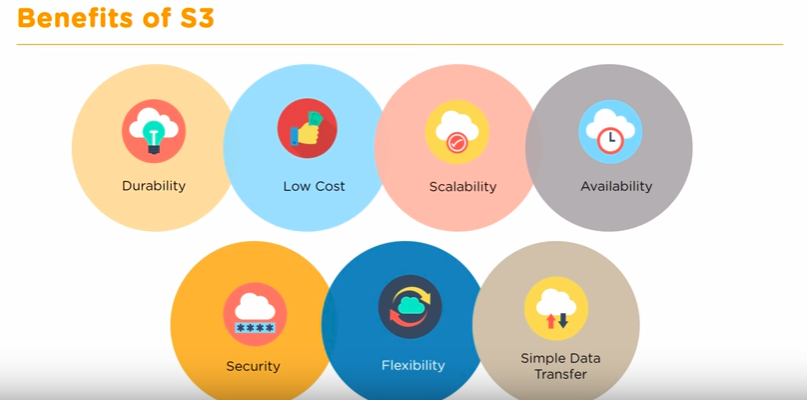 Benefits of S3
Durability
Low Cost
Scalability
Availability
****
Security
Flexibility
Simple Data
Transfer